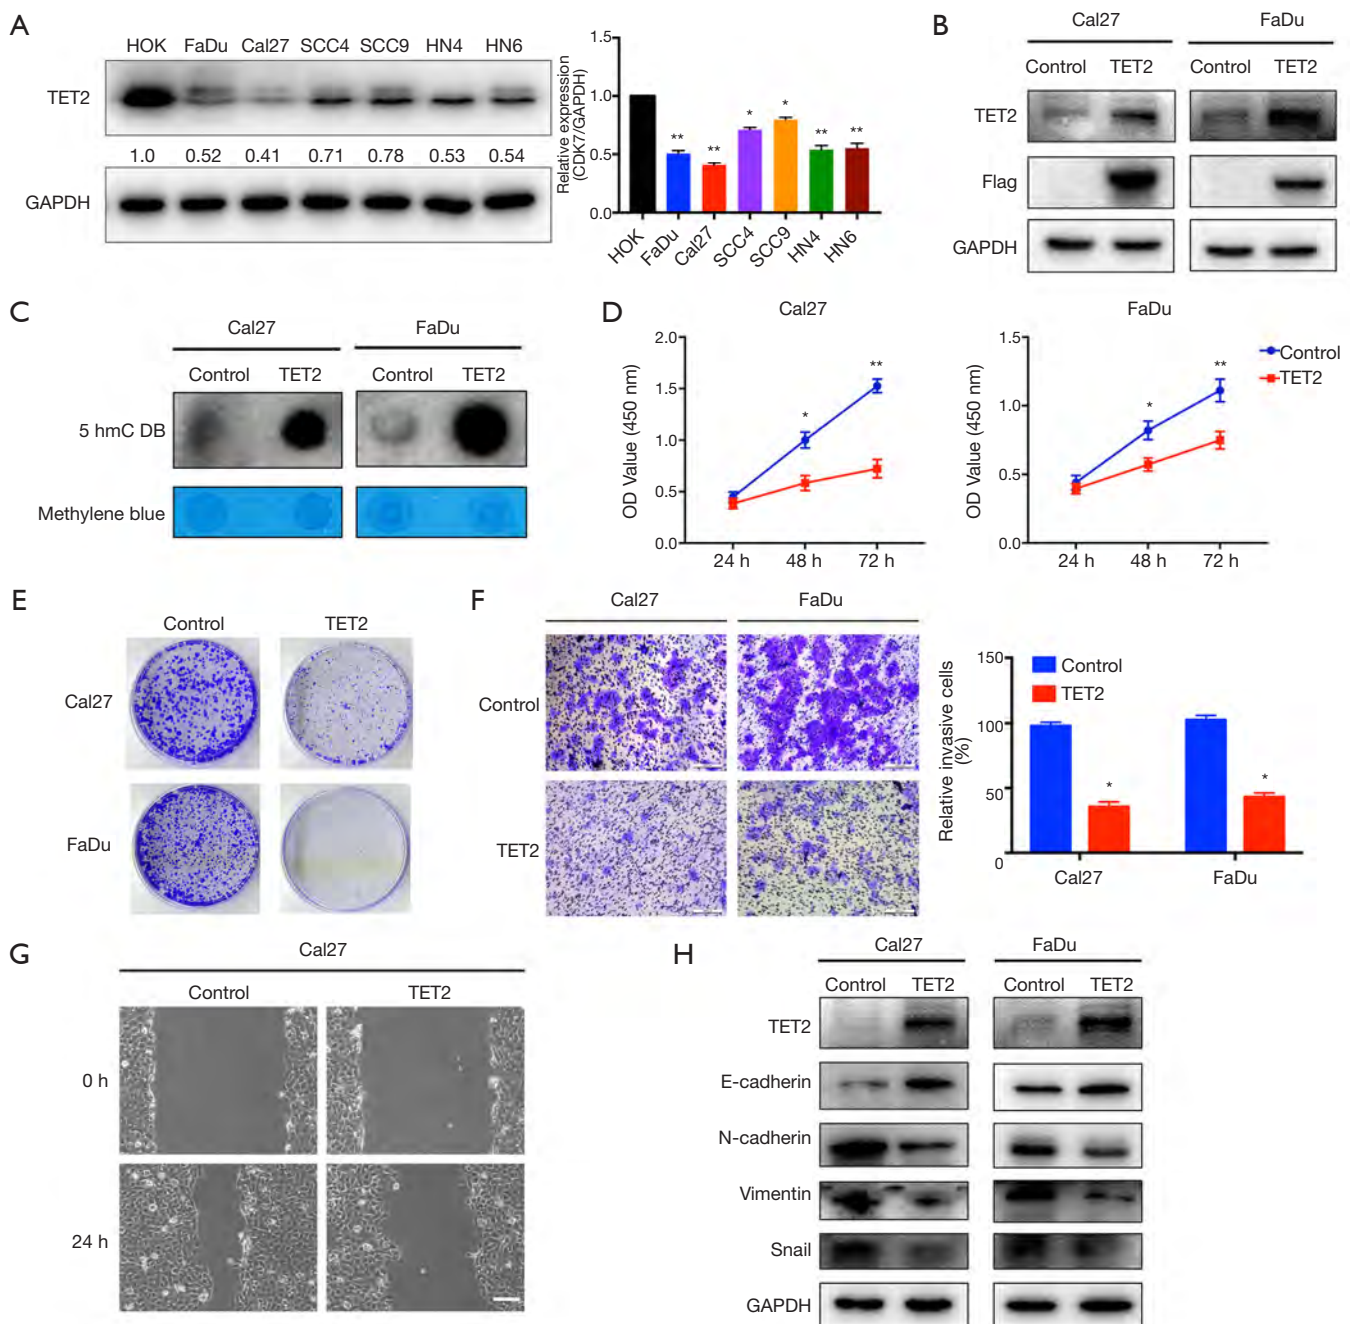 A
HOK FaDu Cal27 SCC4 SCC9 HN4 HN6
TET2
1.0 0.52 0.41 0.71 0.78 0.53 0.54
GAPDH
Relative expression
(CDK7/GAPDH)
1.5
1.0
0.5
0.0
** ** * * ** **
HOK FaDu Cal27 SCC4 SCC9 HN4 HN6
B
Cal27 FaDu
Control TET2 Control TET2
TET2
Flag
GAPDH
C
Cal27 FaDu
Control TET2 Control TET2
5 hmC DB
Methylene blue
D
Cal27
OD Value (450 nm)
2.0
1.5
1.0
0.5
0.0
* **
24 h 48 h 72 h
FaDu
OD Value (450 nm)
1.5
1.0
0.5
0.0
* **
24 h 48 h 72 h
Control
TET2
E
Control TET2
Cal27
FaDu
F
Cal27 FaDu
Control
TET2
Relative invasive cells
(%)
150
100
50
0
Control
TET2
* *
Cal27 FaDu
G
Cal27
Control TET2
0 h
24 h
H
Cal27 FaDu
Control TET2 Control TET2
TET2
E-cadherin
N-cadherin
Vimentin
Snail
GAPDH